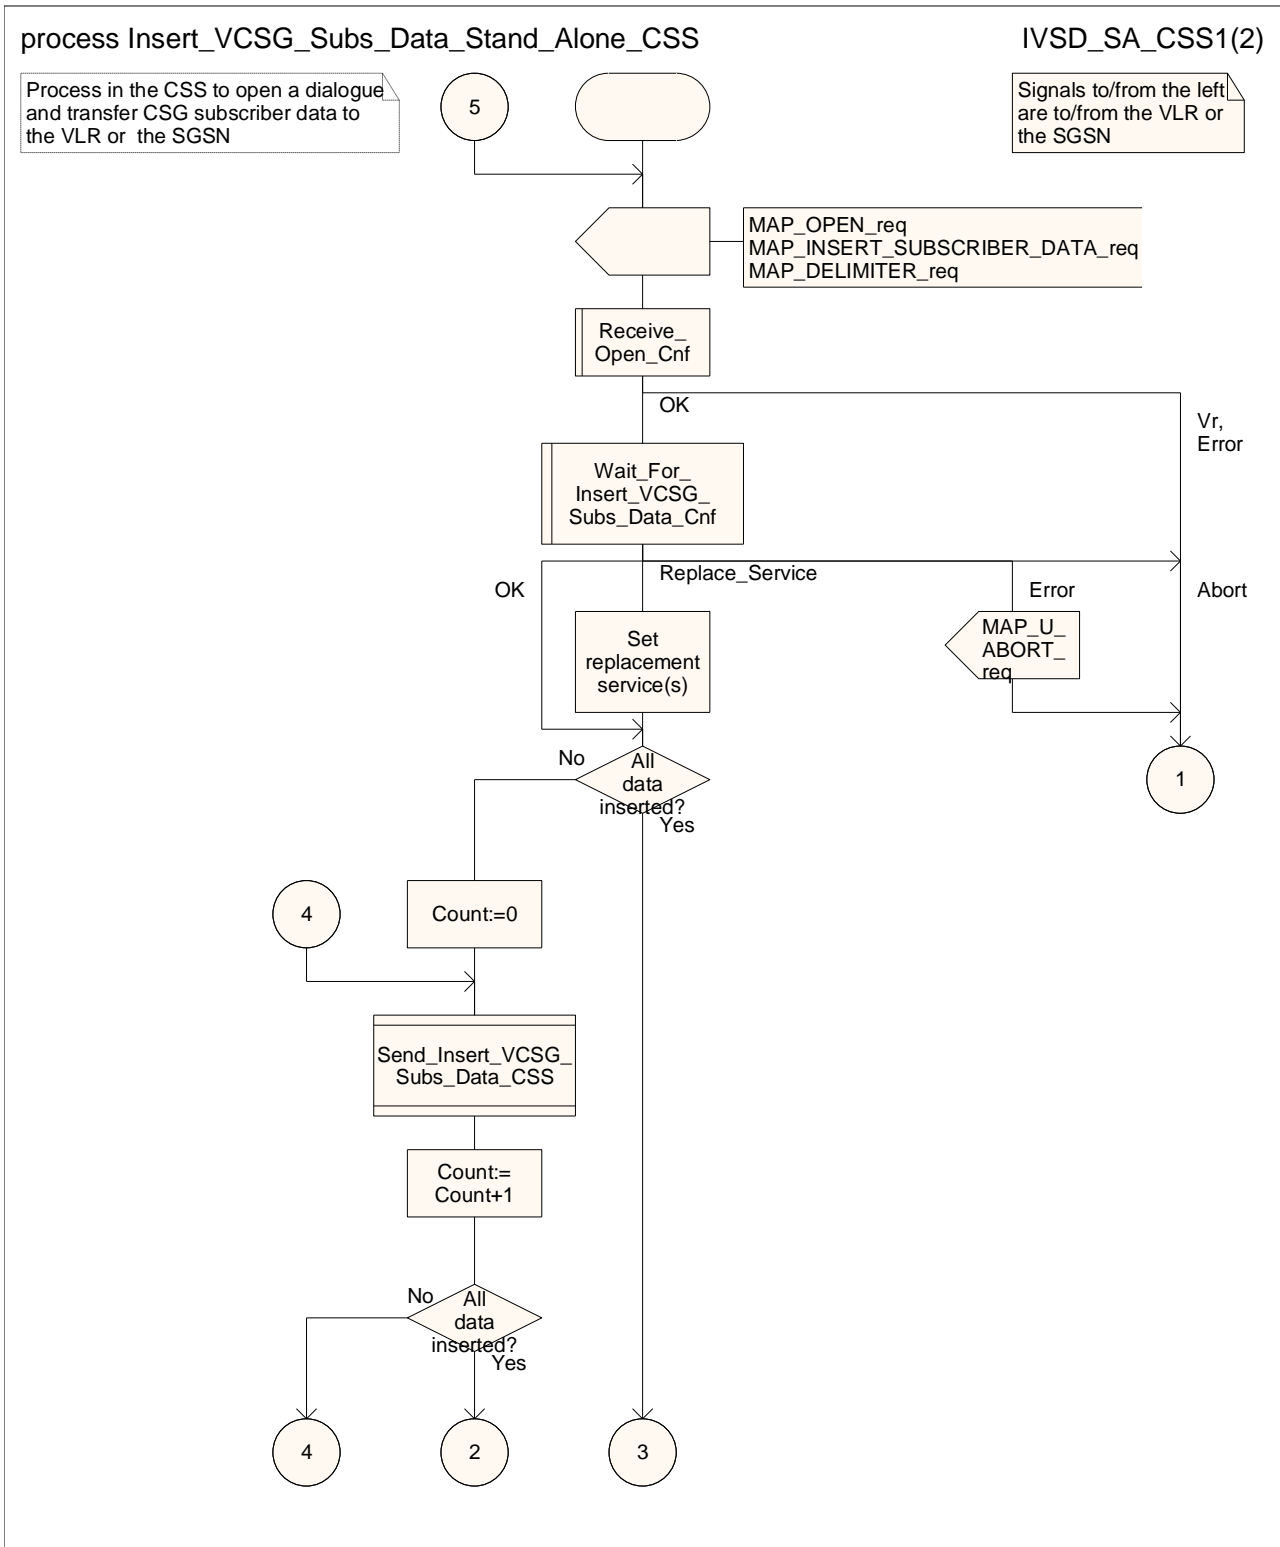 process Insert_VCSG_Subs_Data_Stand_Alone_CSS
IVSD_SA_CSS1(2)
Process in the CSS to open a dialogue
and transfer CSG subscriber data to
the VLR or  the SGSN
5
Signals to/from the left
are to/from the VLR or
the SGSN
MAP_OPEN_req
MAP_INSERT_SUBSCRIBER_DATA_req
MAP_DELIMITER_req
Receive_
Open_Cnf
OK
Vr,
Error
Wait_For_
Insert_VCSG_
Subs_Data_Cnf
OK
Replace_Service
Error
Abort
Set
replacement
service(s)
MAP_U_
ABORT_
req
No
All
data
inserted?
Yes
1
4
Count:=0
Send_Insert_VCSG_
Subs_Data_CSS
Count:=
Count+1
No
All
data
inserted?
Yes
4
2
3